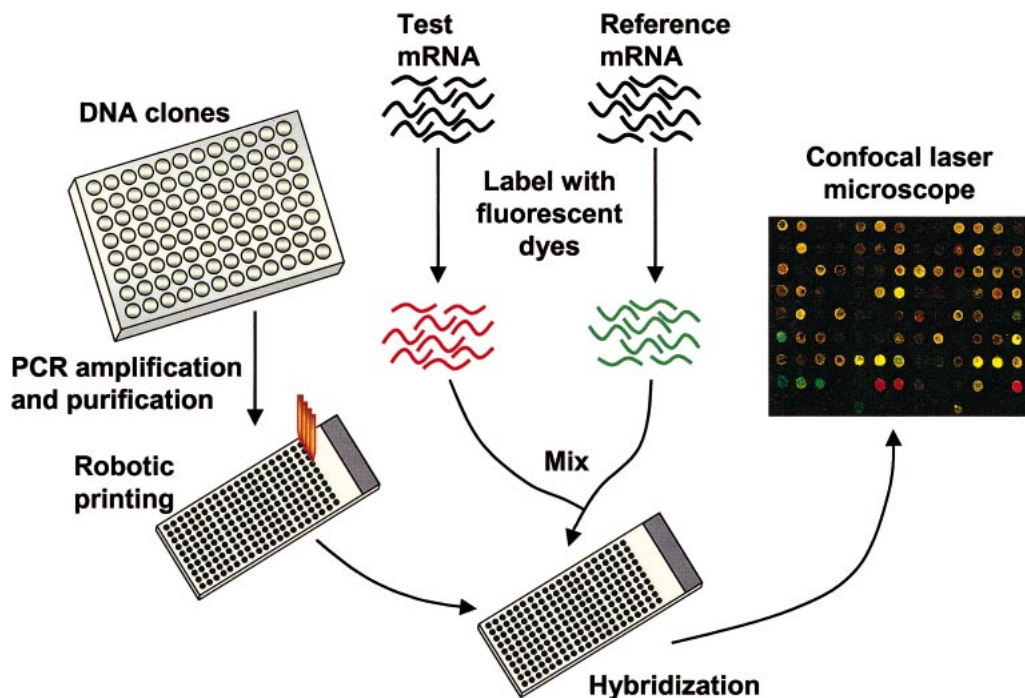 Test
mRNA
Reference
mRNA
DNA clones
Label with
fluorescent
dyes
Confocal laser
microscope
PCR amplification
and purification
Robotic
printing
Mix
Hybridization